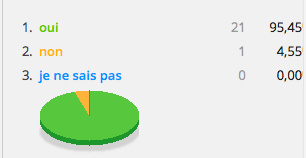 1. oui 21 95,45
2. non 1 4,55%
3. je ne sais pas 0 0,00